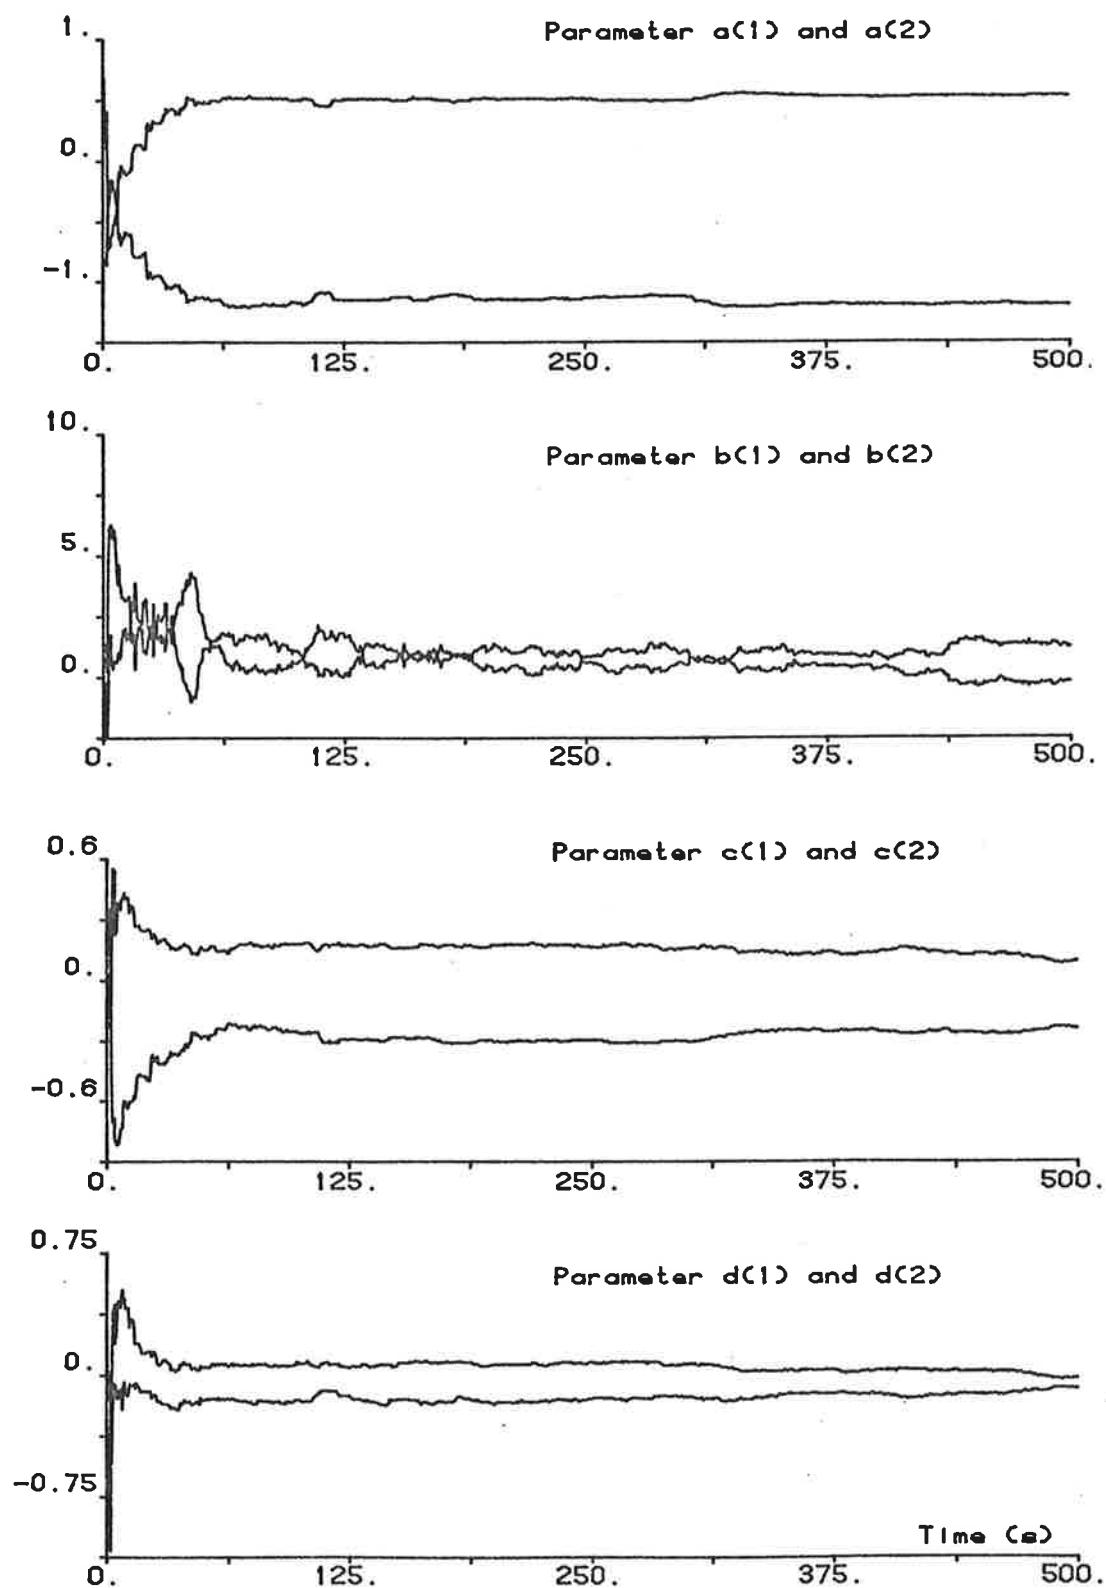 Parameter a(1) and a(2)
1.
0.
-1.
0. 125. 250. 375. 500.
Parameter b(1) and b(2)
10.
5.
0.
0. 125. 250. 375. 500.
Parameter c(1) and c(2)
0.6
0.
-0.6
0. 125. 250. 375. 500.
Parameter d(1) and d(2)
0.75
0.
-0.75
Time (s)
0. 125. 250. 375. 500.